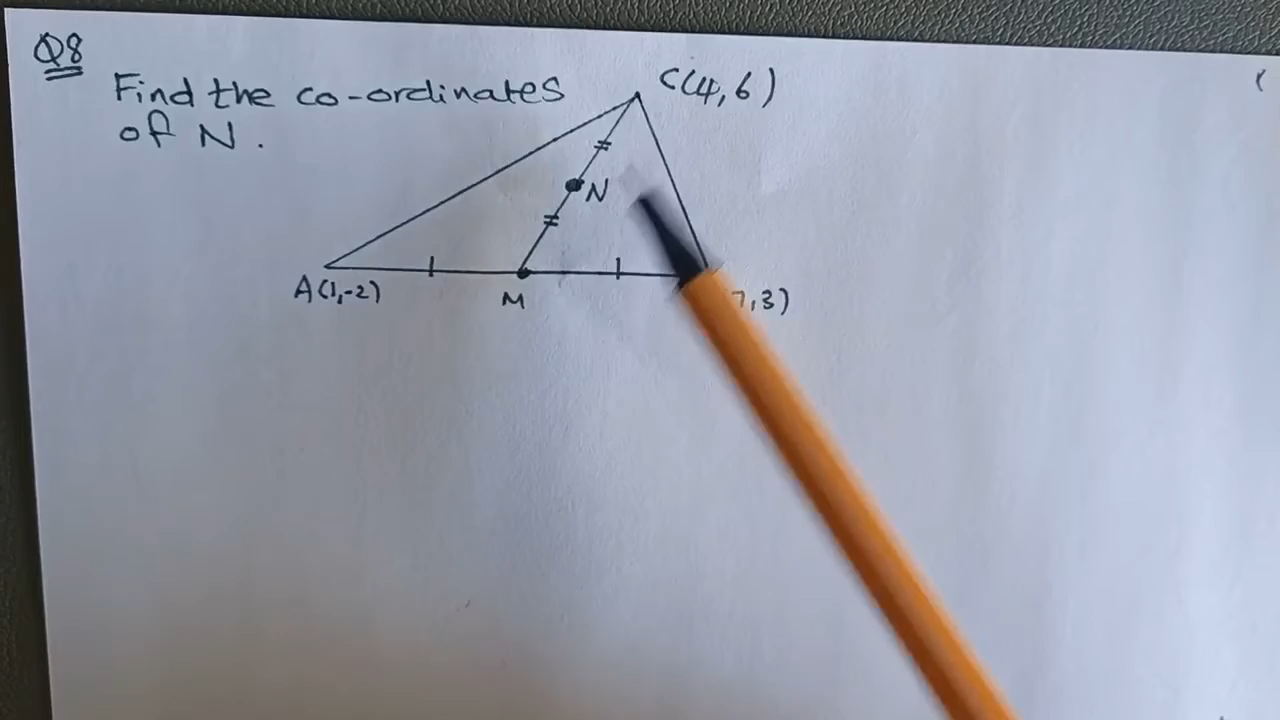 Q8
Find the co-ordinates
of N.
C(4,6)
N
A(1,-2)
M
7,3)
(